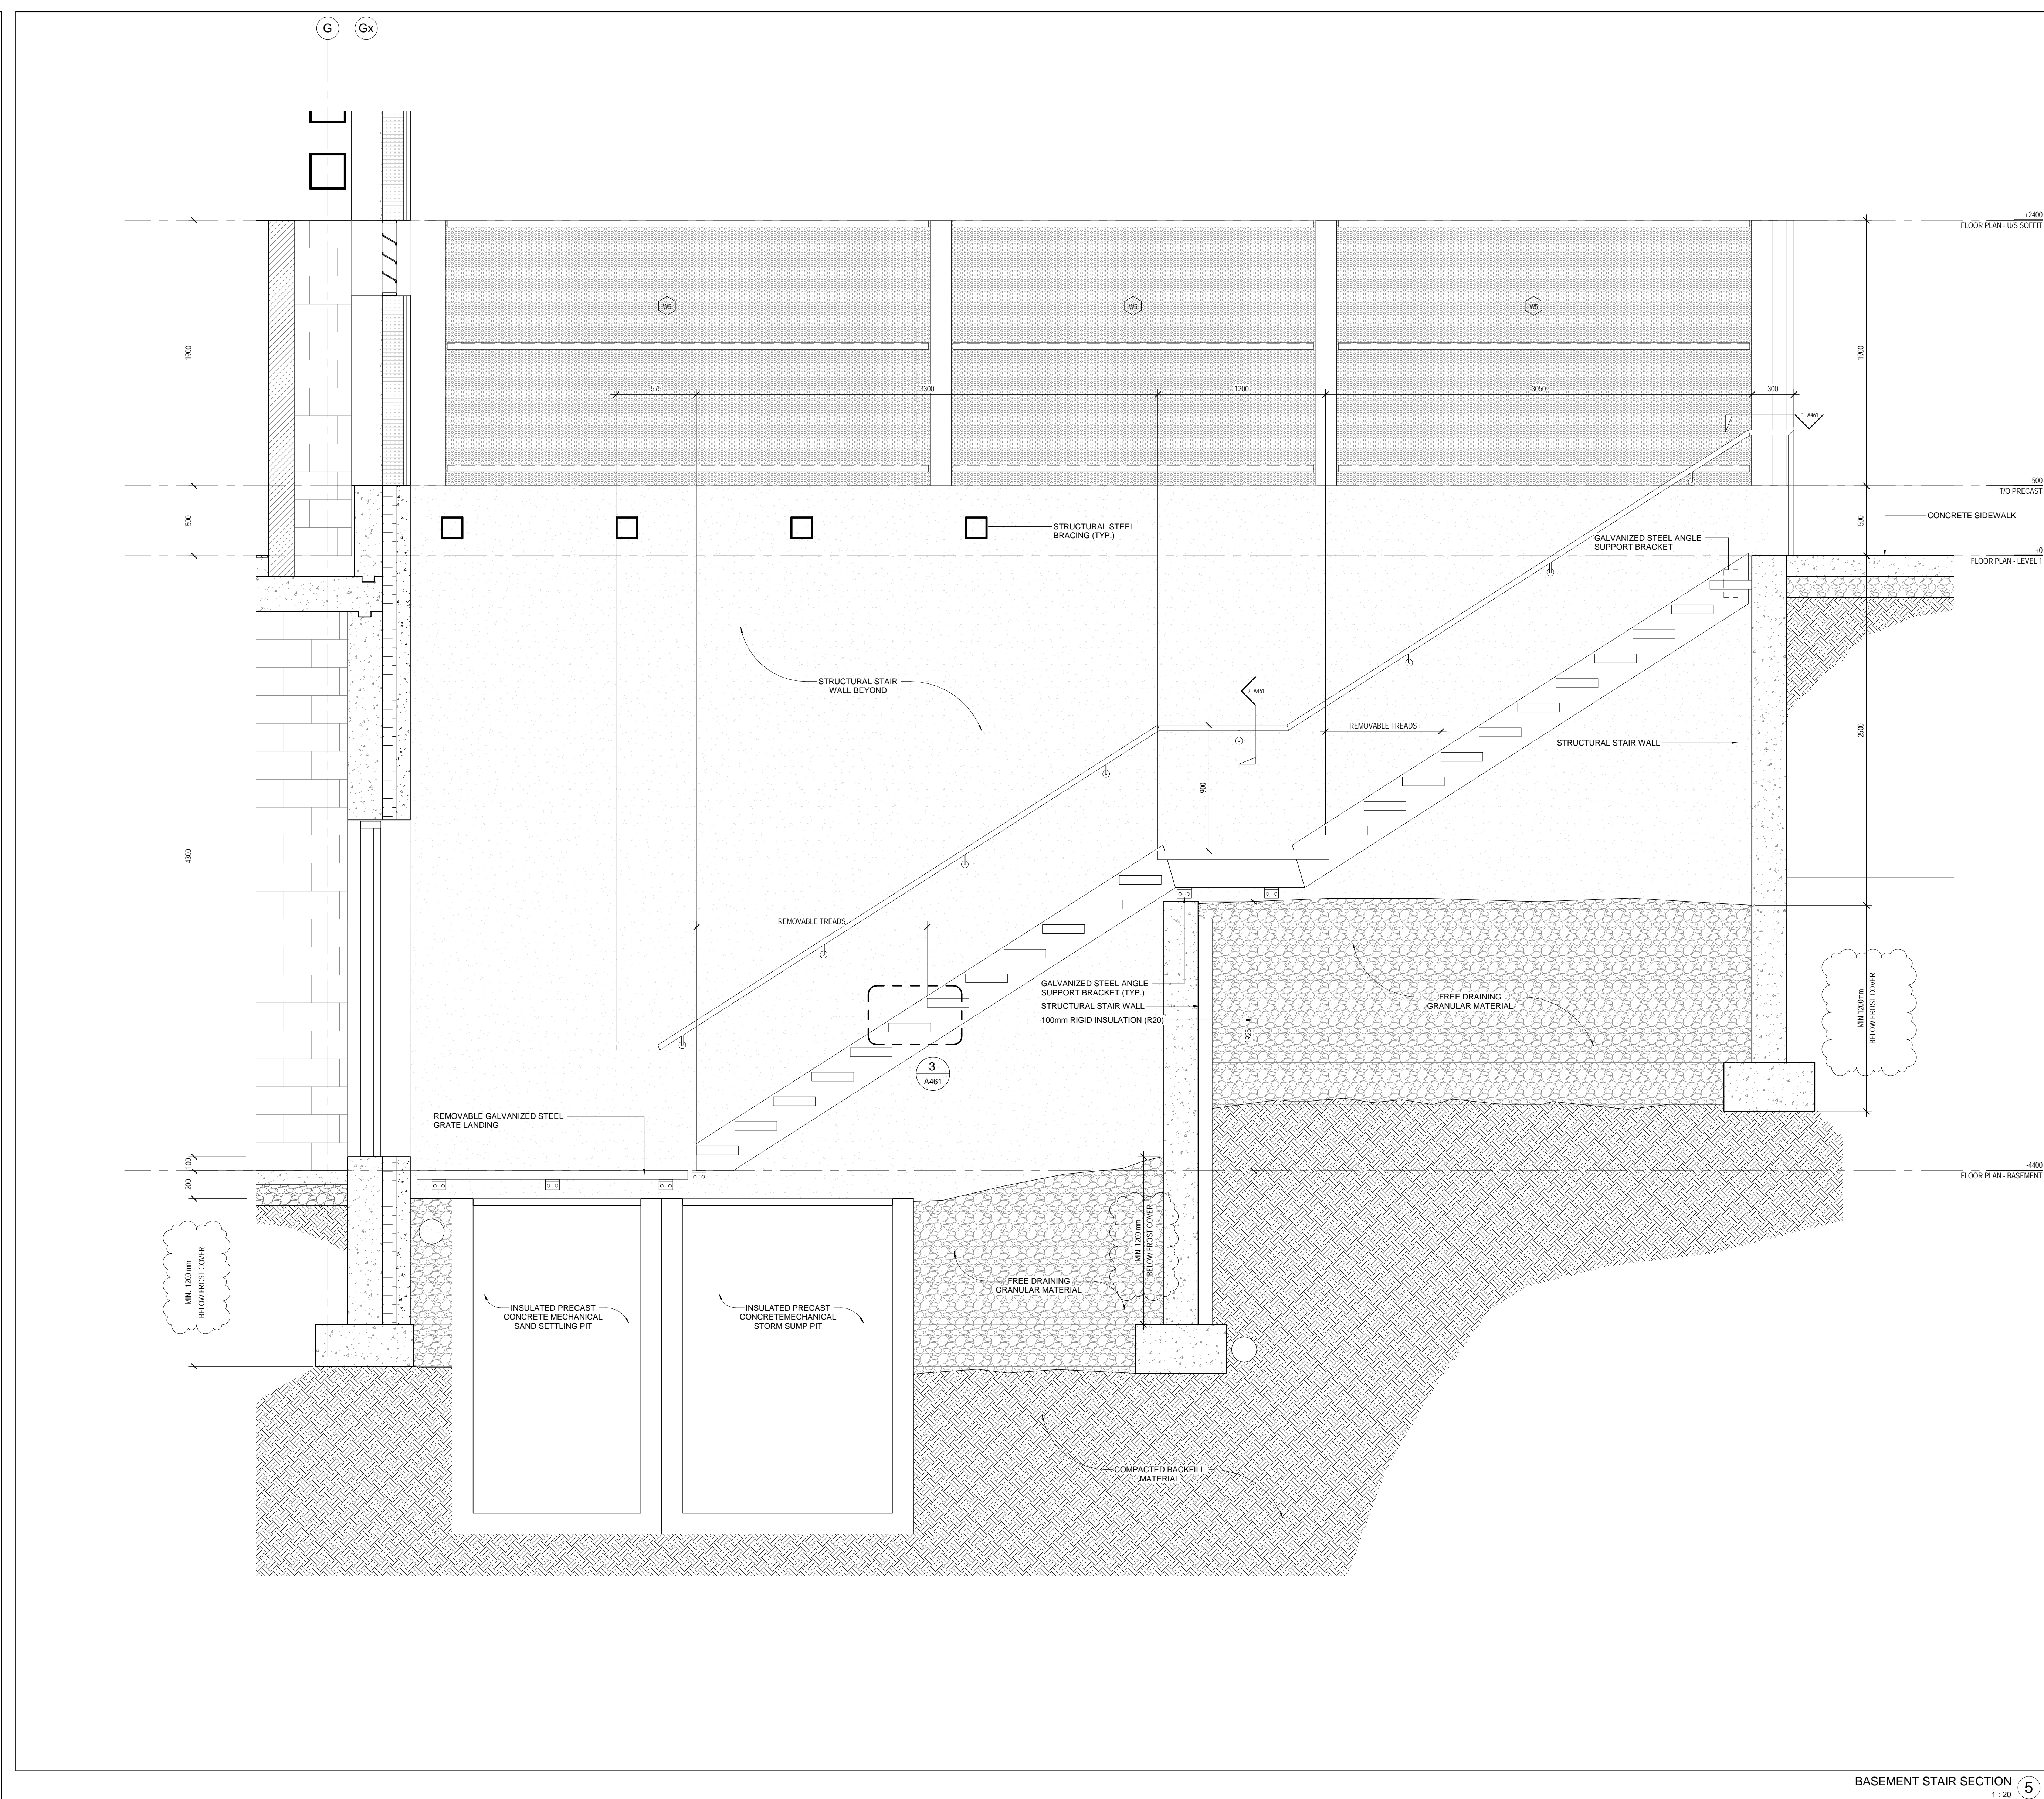 G
Gx
+2400
FLOOR PLAN - U/S SOFFIT
W5
W5
W5
1900
1900
575
3300
1200
3050
300
1 A461
+500
T/O PRECAST
500
500
STRUCTURAL STEEL
BRACING (TYP.)
CONCRETE SIDEWALK
GALVANIZED STEEL ANGLE
SUPPORT BRACKET
+0
FLOOR PLAN - LEVEL 1
STRUCTURAL STAIR
WALL BEYOND
2 A461
REMOVABLE TREADS
STRUCTURAL STAIR WALL
2500
900
4300
REMOVABLE TREADS
GALVANIZED STEEL ANGLE
SUPPORT BRACKET (TYP.)
STRUCTURAL STAIR WALL
100mm RIGID INSULATION (R20)
1925
FREE DRAINING
GRANULAR MATERIAL
MIN 1200mm
BELOW FROST COVER
3
A461
REMOVABLE GALVANIZED STEEL
GRATE LANDING
100
200
-4400
FLOOR PLAN - BASEMENT
MIN. 1200 mm
BELOW FROST COVER
MIN. 1200 mm
BELOW FROST COVER
FREE DRAINING
GRANULAR MATERIAL
INSULATED PRECAST
CONCRETE MECHANICAL
SAND SETTLING PIT
INSULATED PRECAST
CONCRETEMECHANICAL
STORM SUMP PIT
COMPACTED BACKFILL
MATERIAL
BASEMENT STAIR SECTION
1 : 20
5